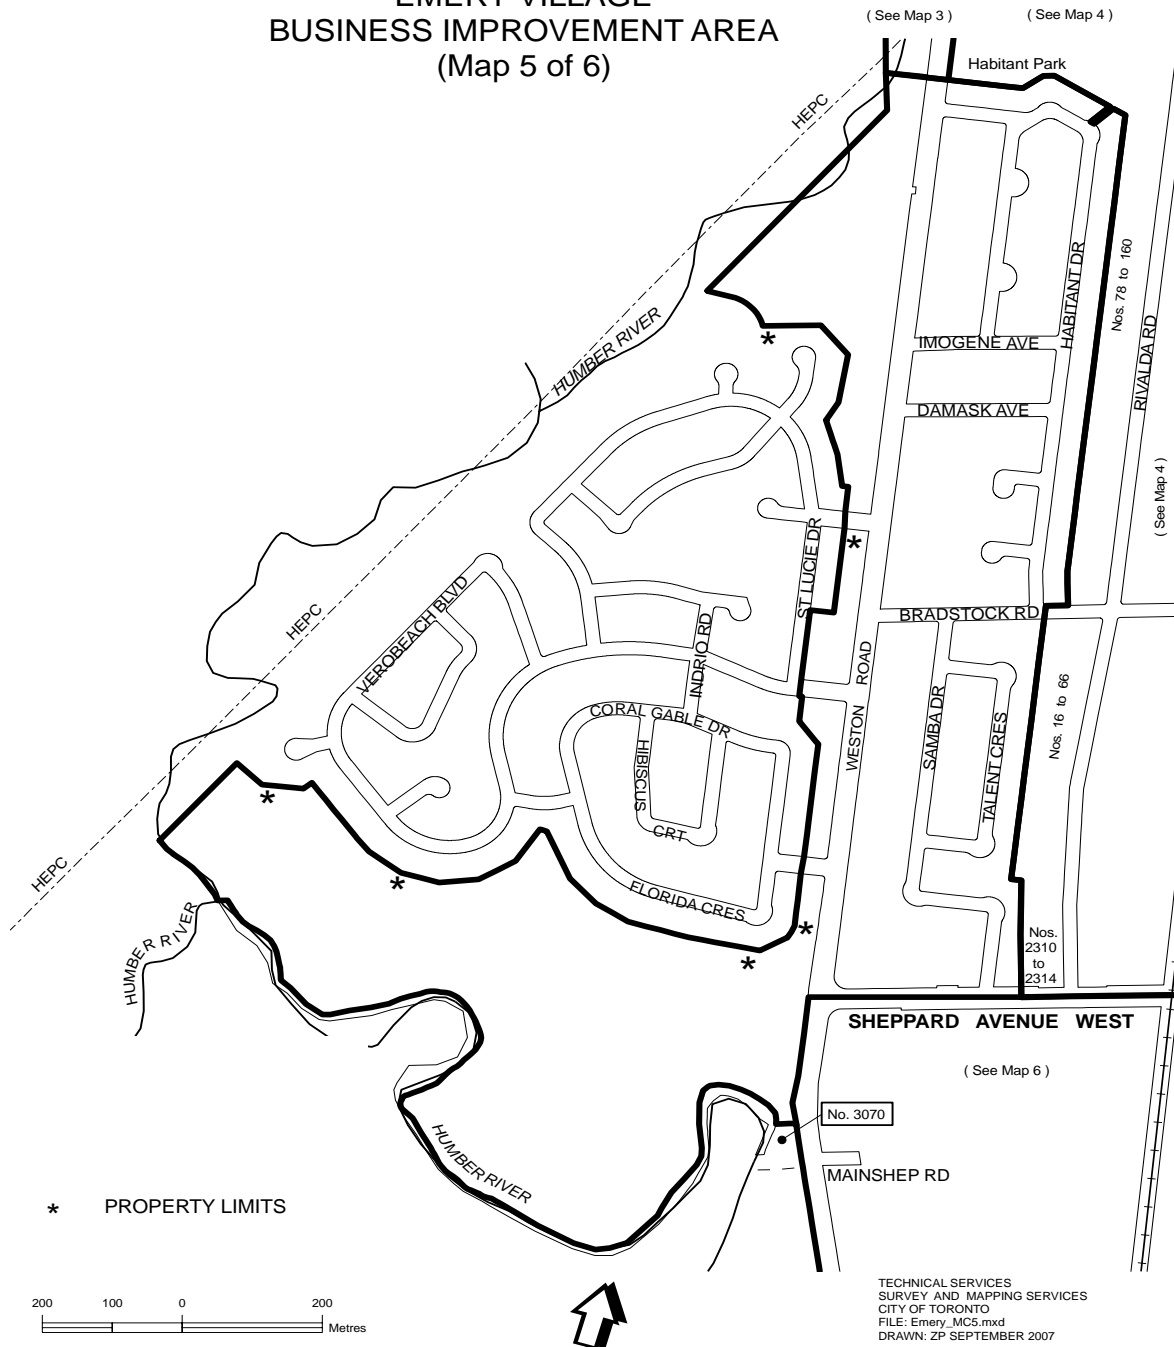 EMERY VILLAGE
BUSINESS IMPROVEMENT AREA
(Map 5 of 6)
( See Map 3 )
( See Map 4 )
Habitant Park
HEPC
HUMBER RIVER
HABITANT DR
Nos. 78 to 160
IMOGENE AVE
RIVALDA RD
DAMASK AVE
( See Map 4 )
ST LUCIE DR
HEPC
VEROBEACH BLVD
BRADSTOCK RD
INDRIO RD
WESTON ROAD
CORAL GABLE DR
HIBISCUS
CRT
SAMBA DR
TALENT CRES
Nos. 16 to 66
HEPC
FLORIDA CRES
HUMBER RIVER
Nos.
2310
to
2314
SHEPPARD AVENUE WEST
( See Map 6 )
No. 3070
HUMBER RIVER
MAINSHEP RD
* PROPERTY LIMITS
200 100 0 200
Metres
TECHNICAL SERVICES
SURVEY AND MAPPING SERVICES
CITY OF TORONTO
FILE: Emery_MC5.mxd
DRAWN: ZP SEPTEMBER 2007